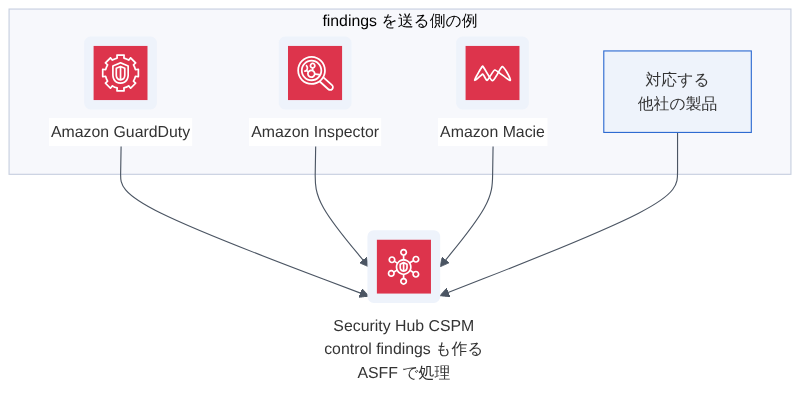 findings を送る側の例
Amazon GuardDuty
Amazon Inspector
Amazon Macie
対応する
他社の製品
Security Hub CSPM
control findings も作る
ASFF で処理